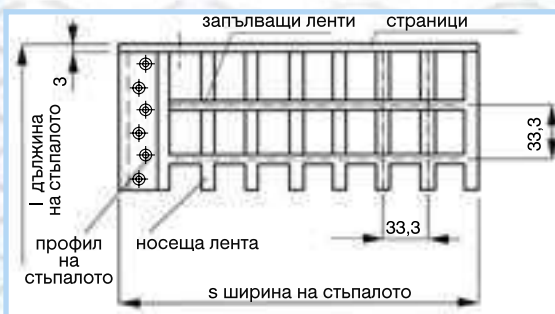 запълващи ленти
страници
3
l дължина
на стъпалото
33,3
профил
на
стъпалото
носеща лента
33,3
s ширина на стъпалото